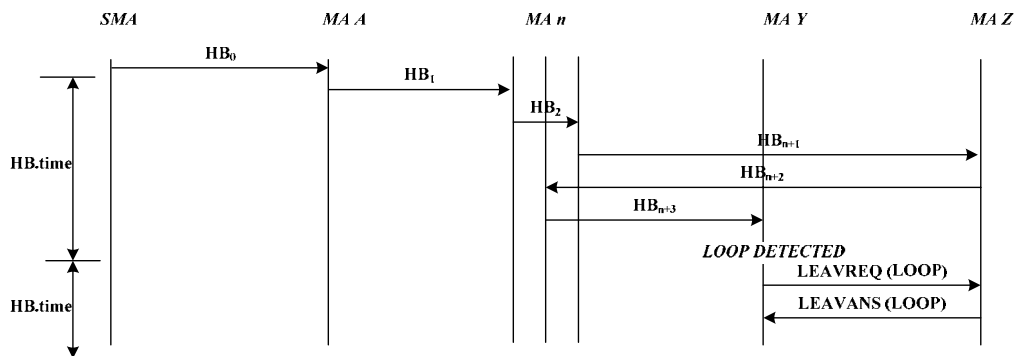 SMA MA A MA n MA Y MA Z
HB₀
HB₁
HB₂
HBₙ₊₁
HB.time
HBₙ₊₂
HBₙ₊₃
LOOP DETECTED
LEAVREQ (LOOP)
HB.time
LEAVANS (LOOP)